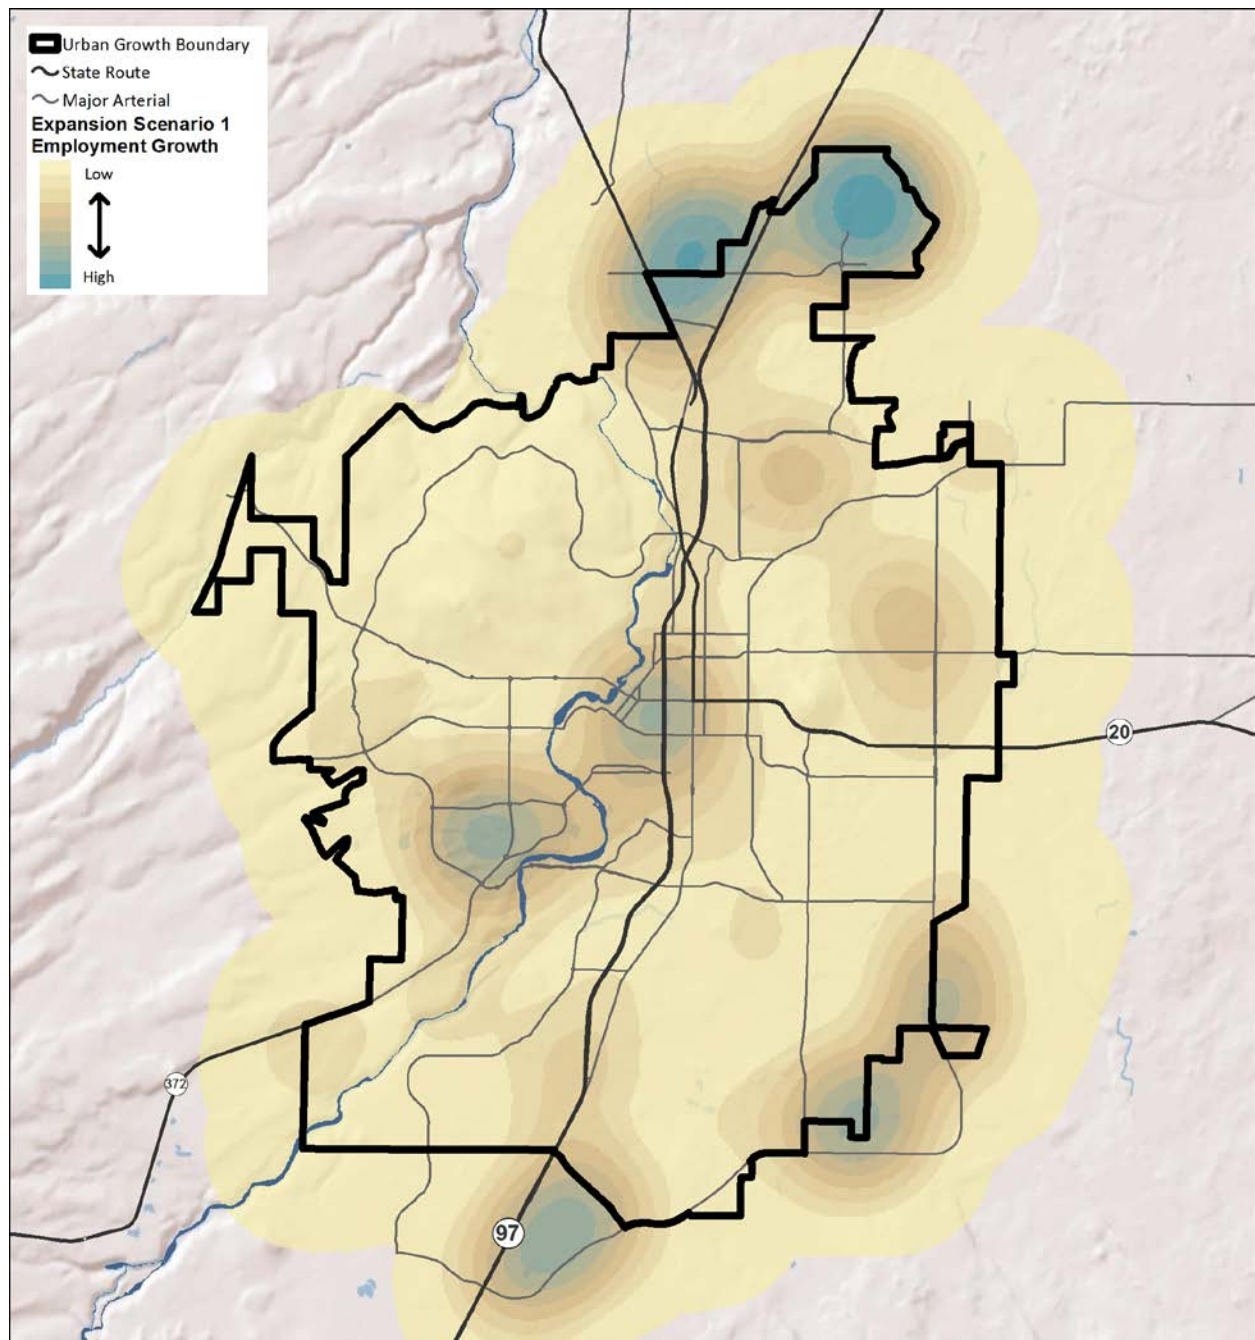 Urban Growth Boundary
State Route
Major Arterial
Expansion Scenario 1
Employment Growth
Low
High
20
372
97